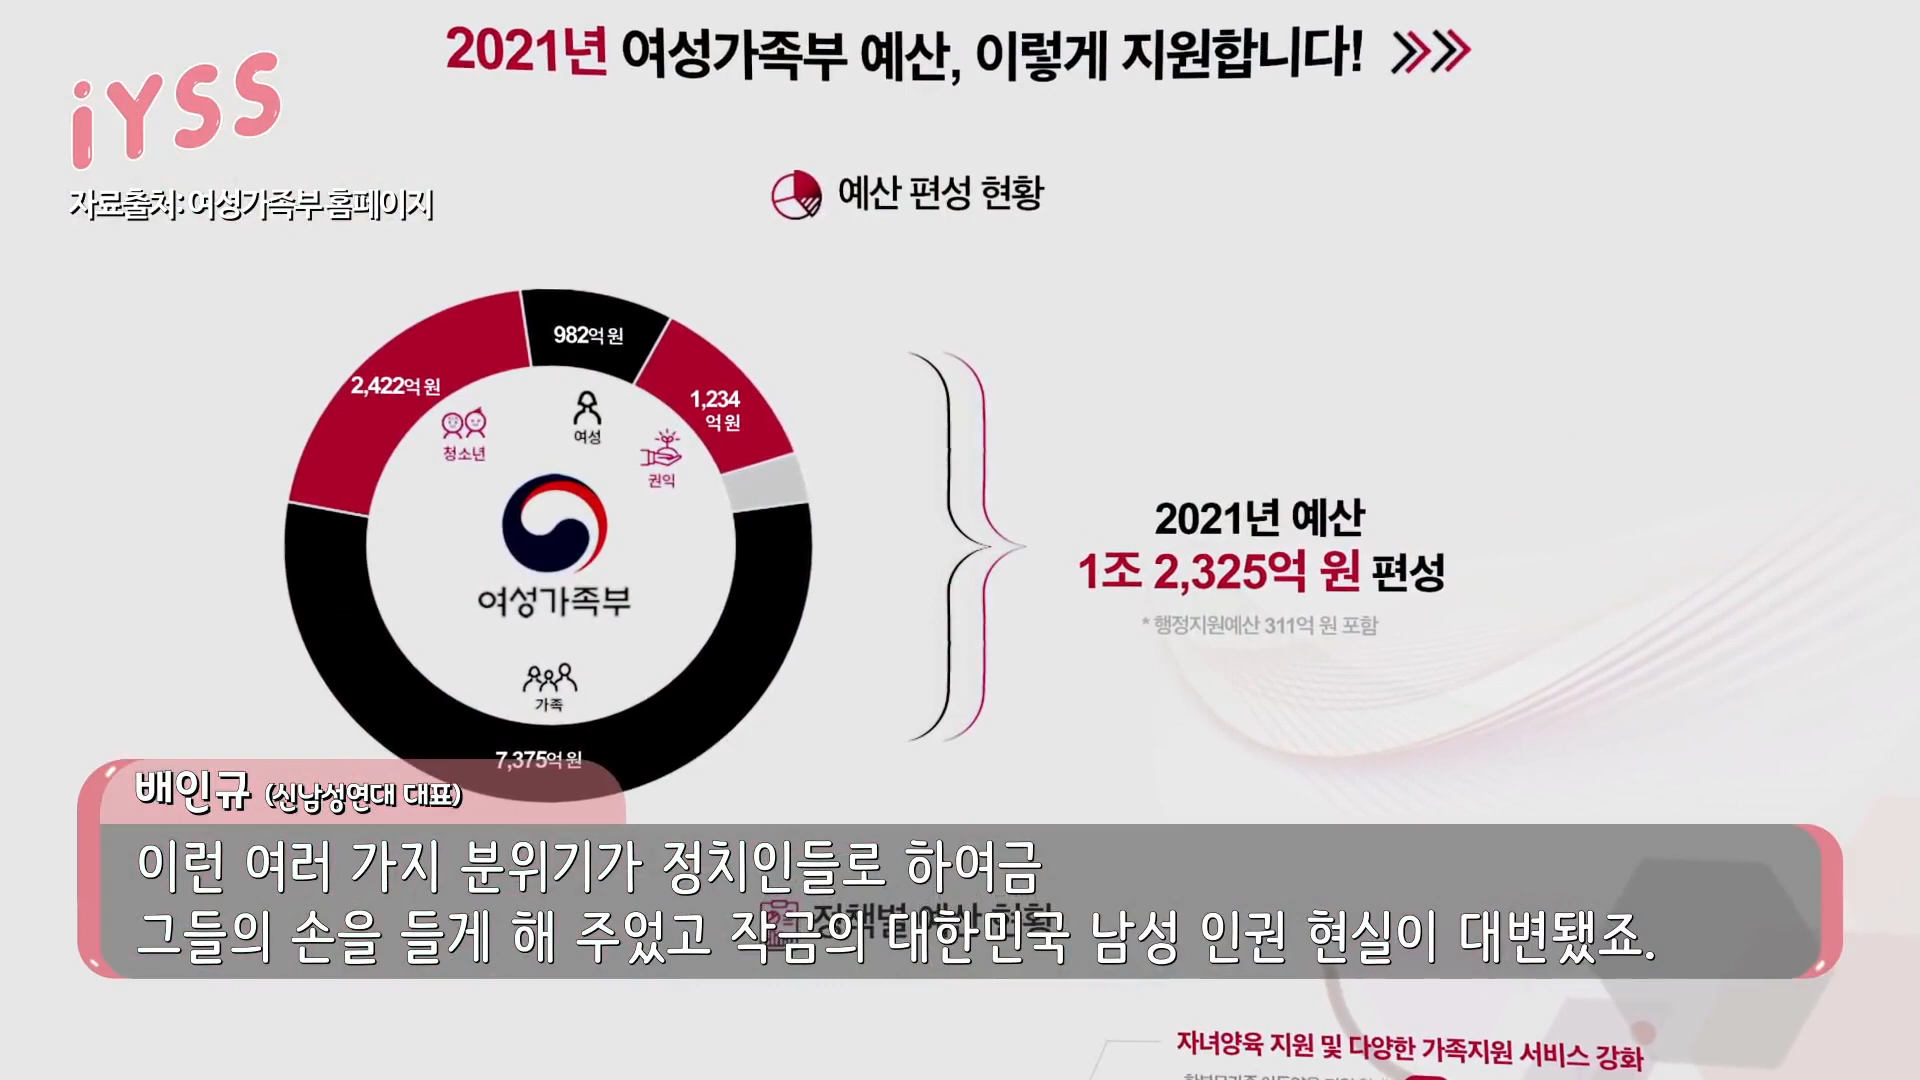 2021년 여성가족부 예산, 이렇게 지원합니다!
iYSS
자료출처: 여성가족부 홈페이지
예산 편성 현황
982억 원
2,422억 원
1,234
억 원
여성
청소년
권익
2021년 예산
1조 2,325억 원 편성
* 행정지원예산 311억 원 포함
여성가족부
가족
7,375억 원
배인규 (신남성연대 대표)
이런 여러 가지 분위기가 정치인들로 하여금
정책별 예산 현황
그들의 손을 들게 해 주었고 작금의 대한민국 남성 인권 현실이 대변됐죠.
자녀양육 지원 및 다양한 가족지원 서비스 강화